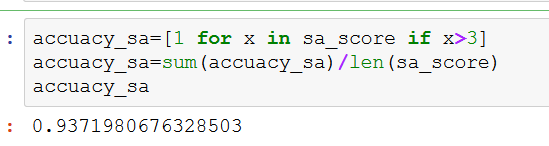 : accuacy_sa=[1 for x in sa_score if x>3]
accuacy_sa=sum(accuacy_sa)/len(sa_score)
accuacy_sa
: 0.9371980676328503